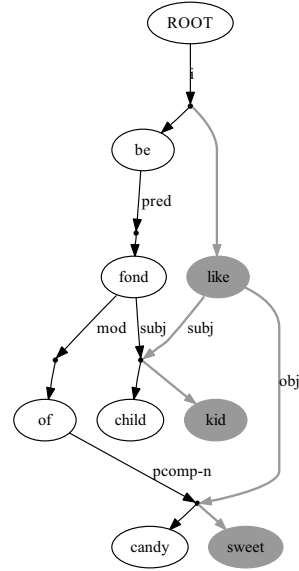 ROOT
i
be
pred
fond
like
mod
subj
subj
obj
of
child
kid
pcomp-n
candy
sweet